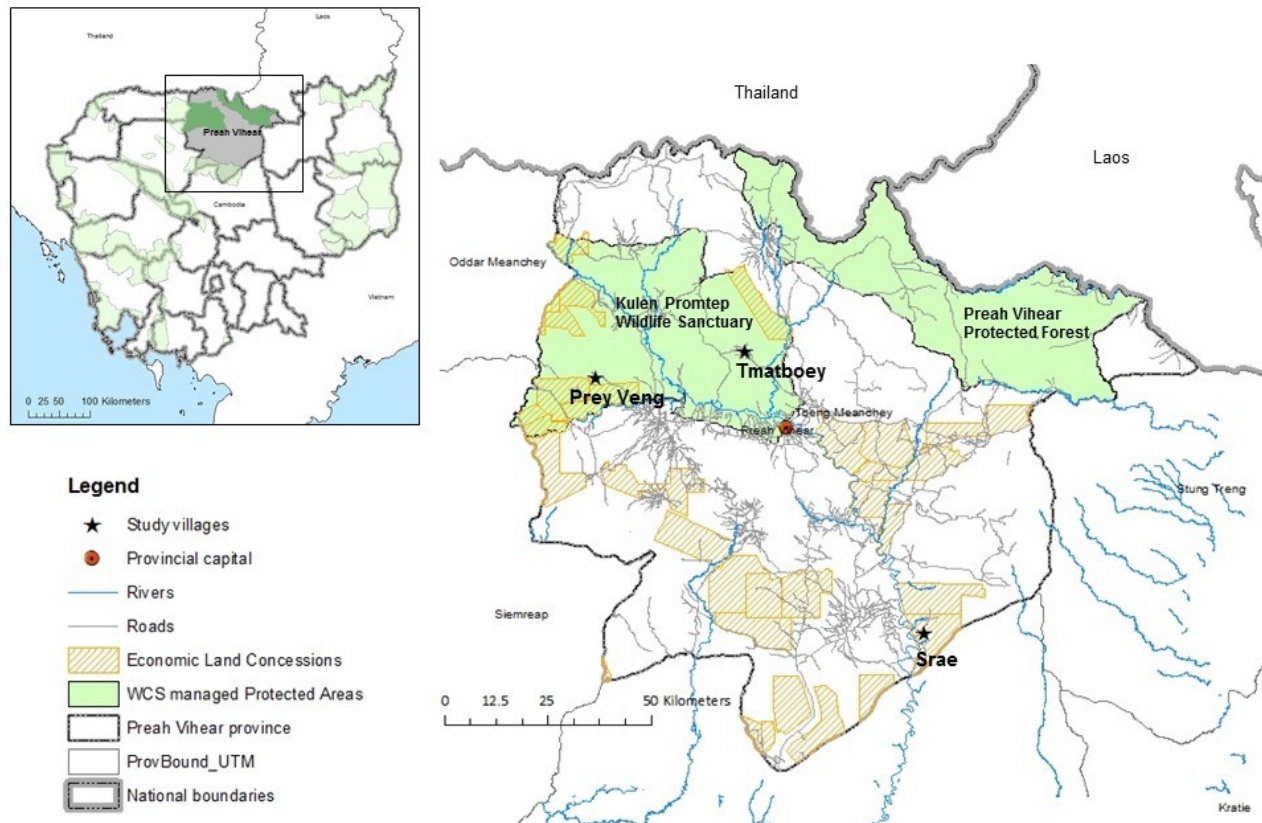 Laos
Thailand
Preah Vihear
Cambodia
Vietnam
0 25 50 100 Kilometers
Thailand
Laos
Oddar Meanchey
Kulen Promtep
Wildlife Sanctuary
Preah Vihear
Protected Forest
Tmatboey
Prey Veng
Tbeng Meanchey
Preah Vihear
Stung Treng
Siemreap
Srae
0 12.5 25 50 Kilometers
Kratie
Legend
Study villages
Provincial capital
Rivers
Roads
Economic Land Concessions
WCS managed Protected Areas
Preah Vihear province
ProvBound_UTM
National boundaries